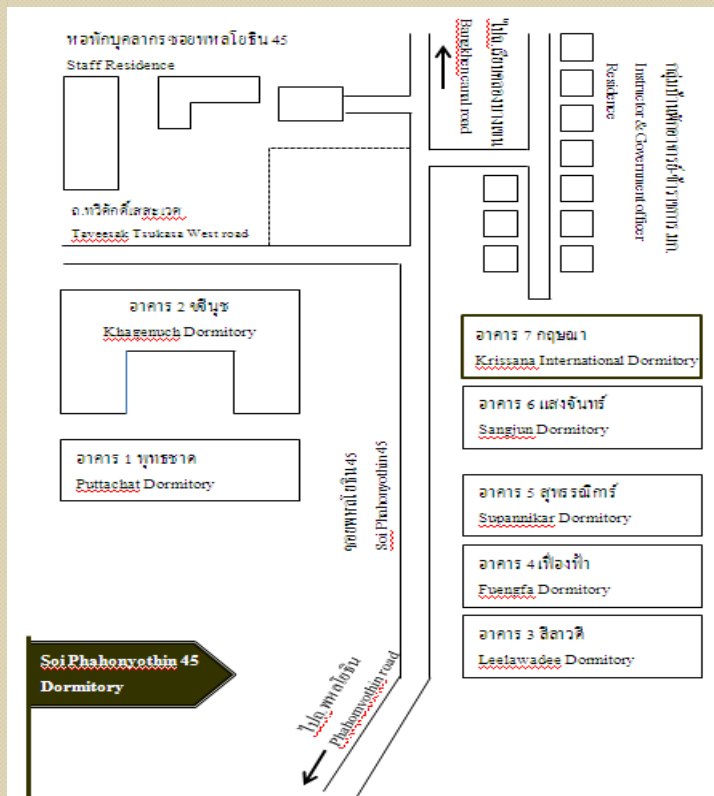 หอพักบุคลากร ซอยพหลโยธิน 45
Staff Residence
ไปถ.เลียบคลองบางเขน
Bangkhen canal road
กลุ่มบ้านพักอาจารย์-ข้าราชการ มก.
Instructor & Government officer
Residence
ถ.ทวีศักดิ์เสสะเวศ
Taveesak Tsukasa West road
อาคาร 2 ขจีนุช
Khagenuch Dormitory
อาคาร 7 กฤษณา
Krissana International Dormitory
อาคาร 6 แสงจันทร์
Sangjun Dormitory
อาคาร 1 พุทธชาด
Puttachat Dormitory
ซอยพหลโยธิน 45
Soi Phahonyothin 45
อาคาร 5 สุพรรณิการ์
Supannikar Dormitory
อาคาร 4 เฟื่องฟ้า
Fuengfa Dormitory
อาคาร 3 ลีลาวดี
Leelawadee Dormitory
Soi Phahonyothin 45
Dormitory
ไปถ.พหลโยธิน
Phahomyothin road